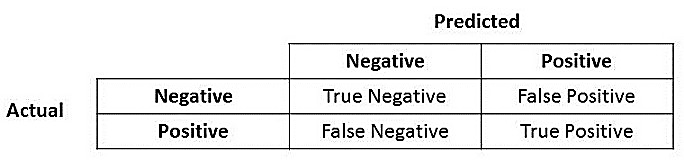 Predicted
Negative Positive
Actual
Negative True Negative False Positive
Positive False Negative True Positive